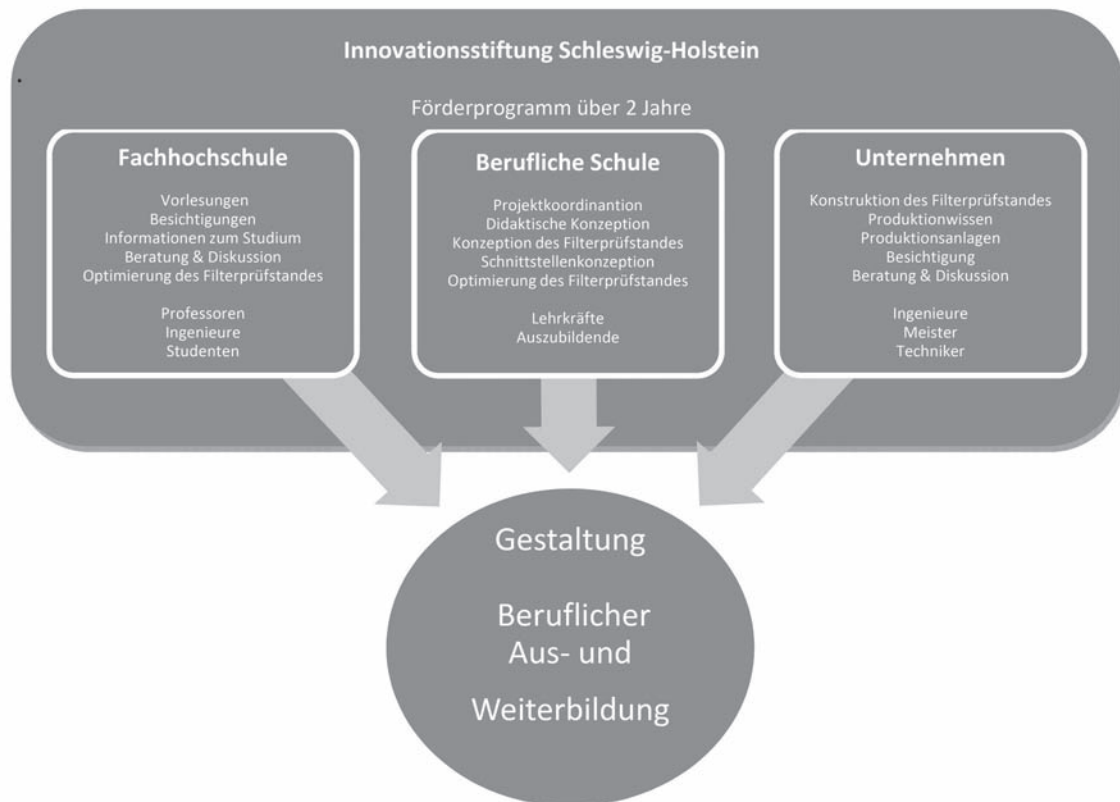 Innovationsstiftung Schleswig-Holstein
Förderprogramm über 2 Jahre
Fachhochschule
Vorlesungen
Besichtigungen
Informationen zum Studium
Beratung & Diskussion
Optimierung des Filterprüfstandes
Professoren
Ingenieure
Studenten
Berufliche Schule
Projektkoordinantion
Didaktische Konzeption
Konzeption des Filterprüfstandes
Schnittstellenkonzeption
Optimierung des Filterprüfstandes
Lehrkräfte
Auszubildende
Unternehmen
Konstruktion des Filterprüfstandes
Produktionwissen
Produktionsanlagen
Besichtigung
Beratung & Diskussion
Ingenieure
Meister
Techniker
Gestaltung
Beruflicher
Aus- und
Weiterbildung